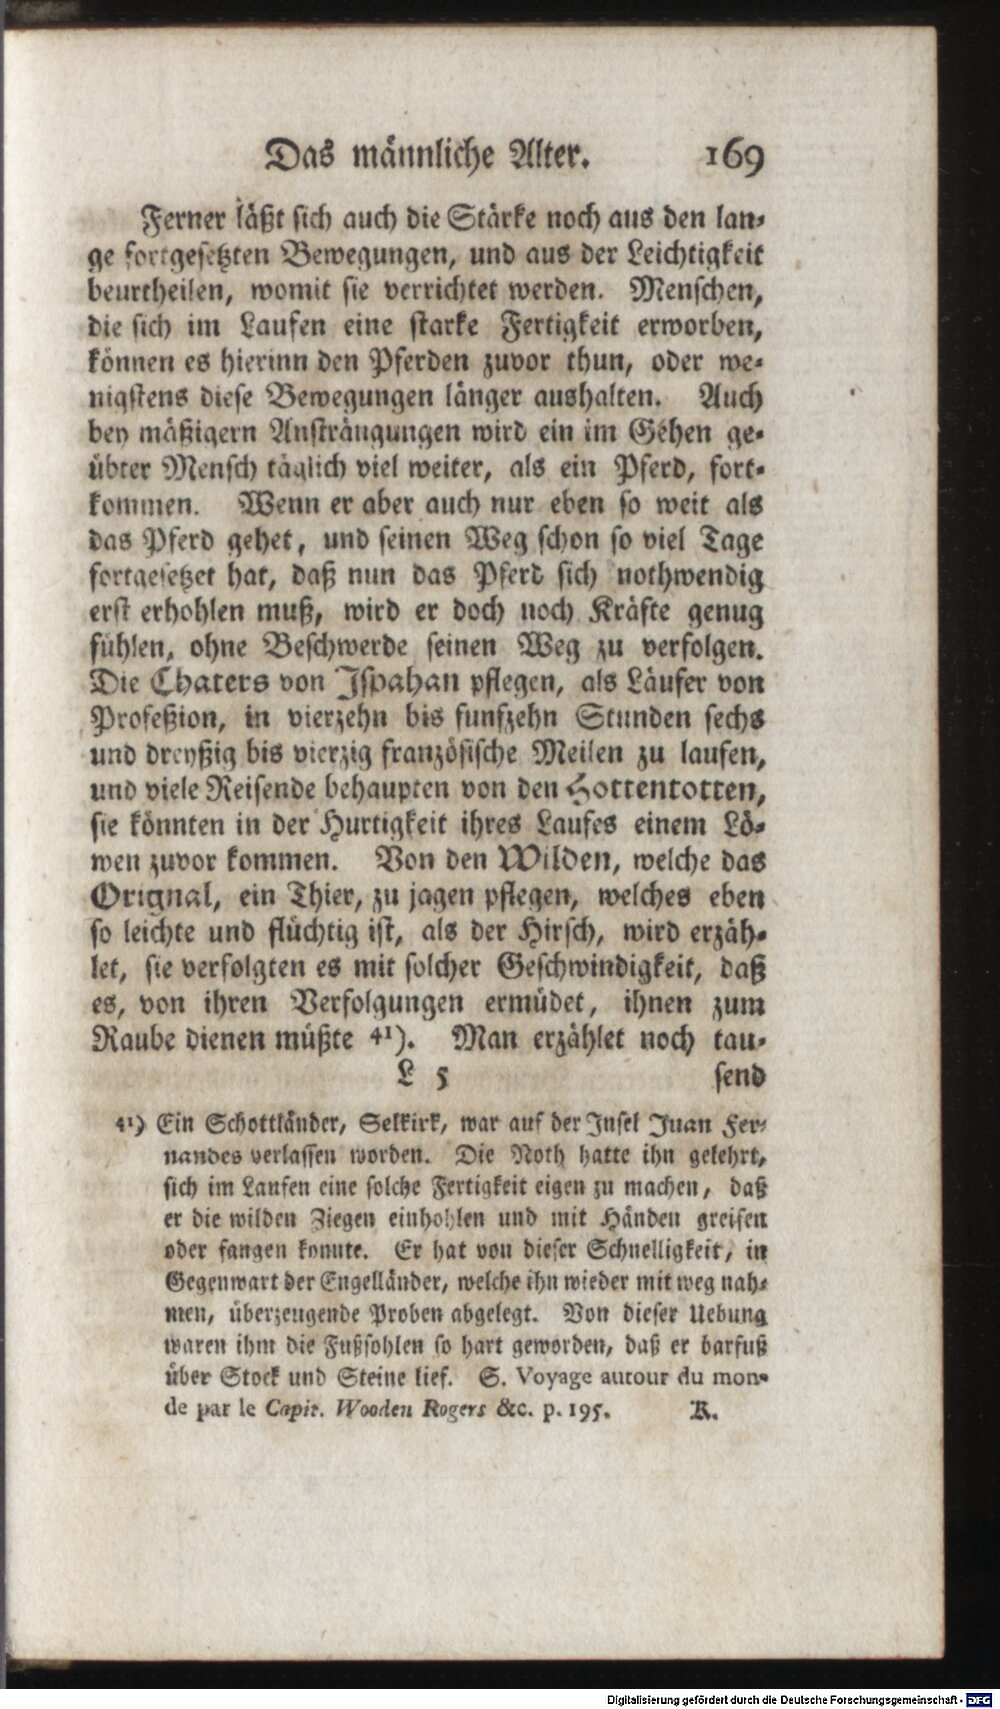 Das männliche Alter. 169
Ferner läßt sich auch die Stärke noch aus den lan-
ge fortgesetzten Bewegungen, und aus der Leichtigkeit
beurtheilen, womit sie verrichtet werden. Menschen,
die sich im Laufen eine starke Fertigkeit erworben,
können es hierinn den Pferden zuvor thun, oder we-
nigstens diese Bewegungen länger aushalten. Auch
bey mäßigern Ansträngungen wird ein im Gehen ge-
übter Mensch täglich viel weiter, als ein Pferd, fort-
kommen. Wenn er aber auch nur eben so weit als
das Pferd gehet, und seinen Weg schon so viel Tage
fortgesetzet hat, daß nun das Pferd sich nothwendig
erst erhohlen muß, wird er doch noch Kräfte genug
fühlen, ohne Beschwerde seinen Weg zu verfolgen.
Die Chaters von Ispahan pflegen, als Läufer von
Profeßion, in vierzehn bis funfzehn Stunden sechs
und dreyßig bis vierzig französische Meilen zu laufen,
und viele Reisende behaupten von den Hottentotten,
sie könnten in der Hurtigkeit ihres Laufes einem Lö-
wen zuvor kommen. Von den Wilden, welche das
Orignal, ein Thier, zu jagen pflegen, welches eben
so leichte und flüchtig ist, als der Hirsch, wird erzäh-
let, sie verfolgten es mit solcher Geschwindigkeit, daß
es, von ihren Verfolgungen ermüdet, ihnen zum
Raube dienen müßte 41). Man erzählet noch tau-
L 5 send
41) Ein Schottländer, Selkirk, war auf der Insel Juan Fer-
nandes verlassen worden. Die Noth hatte ihn gelehrt,
sich im Laufen eine solche Fertigkeit eigen zu machen, daß
er die wilden Ziegen einhohlen und mit Händen greifen
oder fangen konnte. Er hat von dieser Schnelligkeit, in
Gegenwart der Engelländer, welche ihn wieder mit weg nah-
men, überzeugende Proben abgelegt. Von dieser Uebung
waren ihm die Fußsohlen so hart geworden, daß er barfuß
über Stock und Steine lief. S. Voyage autour du mon-
de par le Capit. Wooden Rogers &c. p. 195. K.
Digitalisierung gefördert durch die Deutsche Forschungsgemeinschaft - DFG